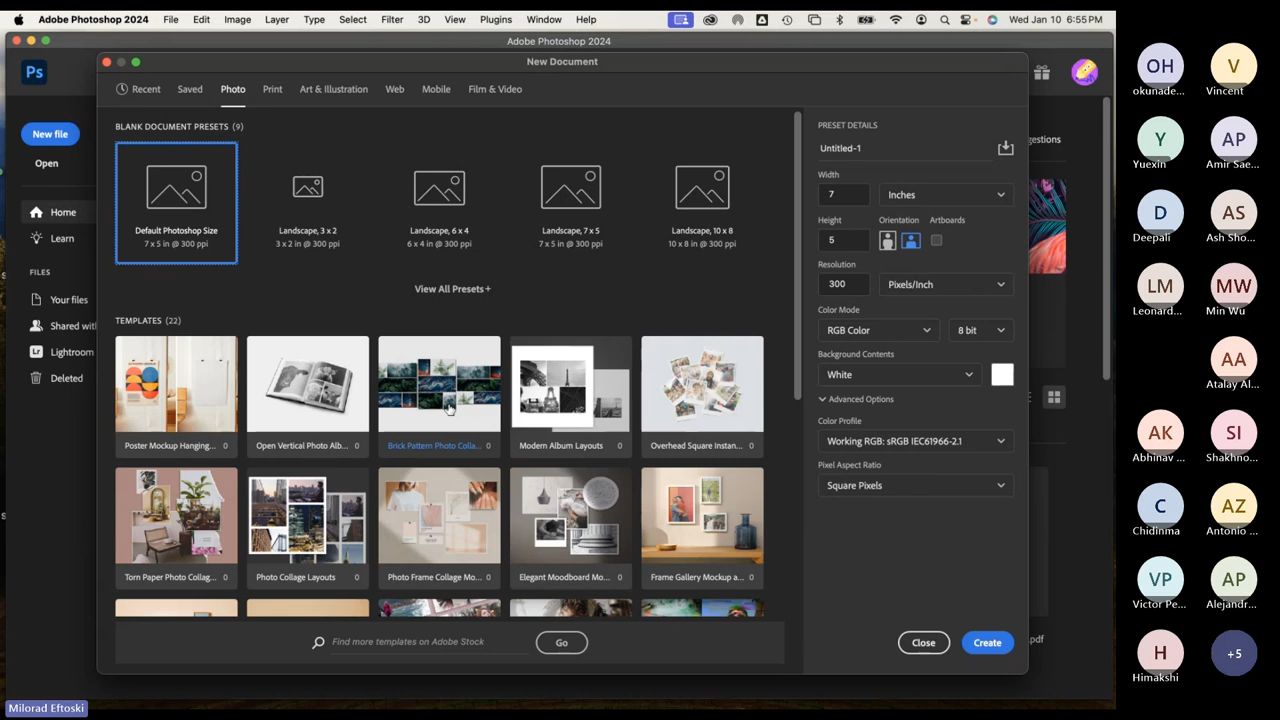 Adobe Photoshop 2024 File Edit Image Layer Type Select Filter 3D View Plugins Window Help Wed Jan 10 6:55 PM
Adobe Photoshop 2024
Ps
New Document
Recent Saved Photo Print Art & Illustration Web Mobile Film & Video
New file
Open
Home
Learn
FILES
Your files
Shared wit
Lr Lightroom
Deleted
BLANK DOCUMENT PRESETS (9)
Default Photoshop Size Landscape, 3 x 2 Landscape, 6 x 4 Landscape, 7 x 5 Landscape, 10 x 8
7 x 5 in @ 300 ppi 3 x 2 in @ 300 ppi 6 x 4 in @ 300 ppi 7 x 5 in @ 300 ppi 10 x 8 in @ 300 ppi
View All Presets+
TEMPLATES (22)
Poster Mockup Hanging... 0 Open Vertical Photo Alb... 0 Brick Pattern Photo Colla... 0 Modern Album Layouts 0 Overhead Square Instan... 0
Torn Paper Photo Collag... 0 Photo Collage Layouts 0 Photo Frame Collage Mo... 0 Elegant Moodboard Mo... 0 Frame Gallery Mockup a... 0
Find more templates on Adobe Stock Go
PRESET DETAILS
Untitled-1
Width
7 Inches
Height Orientation Artboards
5
Resolution
300 Pixels/Inch
Color Mode
RGB Color 8 bit
Background Contents
White
Advanced Options
Color Profile
Working RGB: sRGB IEC61966-2.1
Pixel Aspect Ratio
Square Pixels
Close Create
gestions
.pdf
OH V
okunade... Vincent
Y AP
Yuexin Amir Sae...
D AS
Deepali Ash Sho...
LM MW
Leonard... Min Wu
AA
Atalay Al...
AK SI
Abhinav ... Shakhno...
C AZ
Chidinma Antonio ...
VP AP
Victor Pe... Alejandr...
H +5
Himakshi
Milorad Eftoski